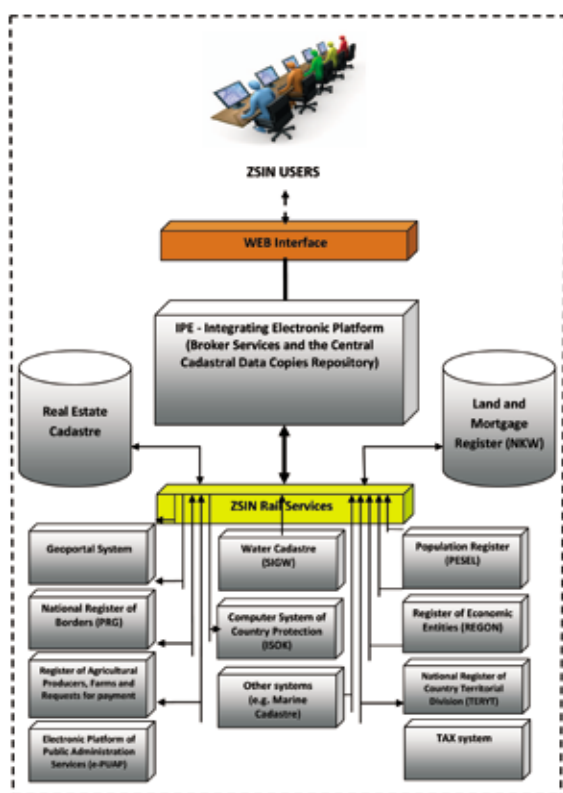 ZSIN USERS
WEB Interface
IPE - Integrating Electronic Platform
(Broker Services and the Central
Cadastral Data Copies Repository)
Real Estate
Cadastre
Land and
Mortgage
Register (NKW)
ZSIN Rail Services
Geoportal System
Water Cadastre
(SIGW)
Population Register
(PESEL)
National Register of
Borders (PRG)
Computer System of
Country Protection
(ISOK)
Register of Economic
Entities (REGON)
Register of Agricultural
Producers, Farms and
Requests for payment
Other systems
(e.g. Marine
Cadastre)
National Register of
Country Territorial
Division (TERYT)
Electronic Platform of
Public Administration
Services (e-PUAP)
TAX system